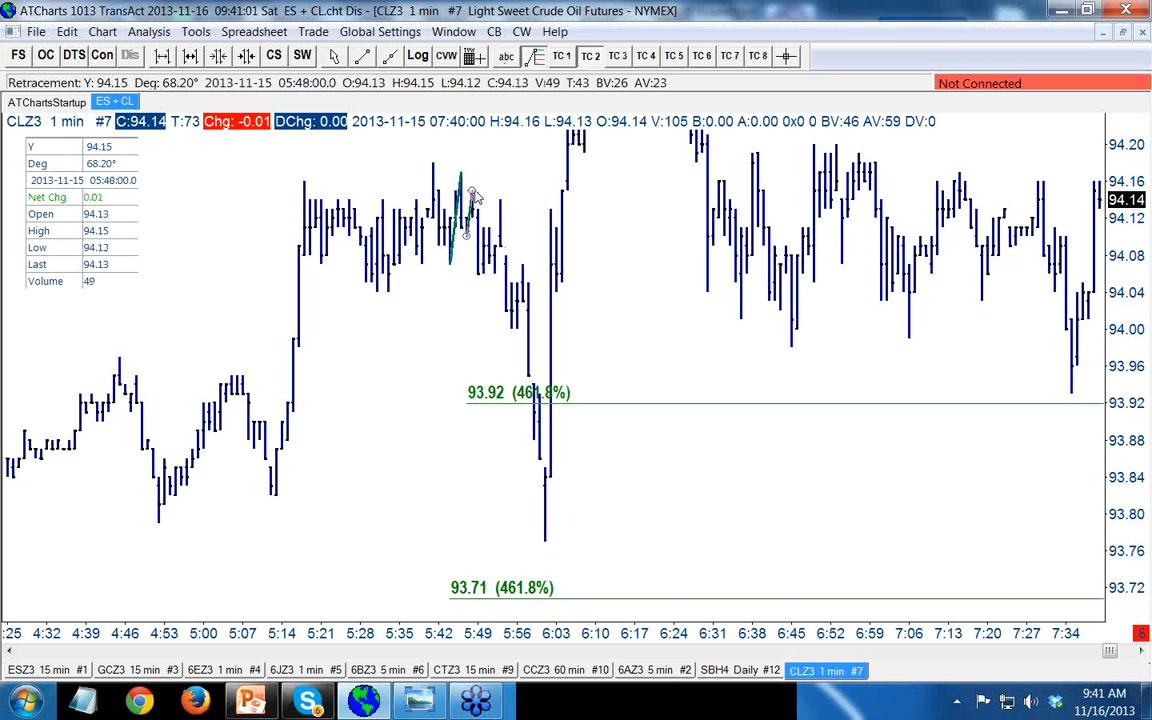 ATCharts 1013 TransAct 2013-11-16 09:41:01 Sat ES + CL.cht Dis - [CLZ3 1 min #7 Light Sweet Crude Oil Futures - NYMEX]
File Edit Chart Analysis Tools Spreadsheet Trade Global Settings Window CB CW Help
FS OC DTS Con Dis CS SW Log CVW abc TC 1 TC 2 TC 3 TC 4 TC 5 TC 6 TC 7 TC 8
Retracement: Y: 94.15 Deg: 68.20° 2013-11-15 05:48:00.0 O:94.13 H:94.15 L:94.12 C:94.13 V:49 T:43 BV:26 AV:23 Not Connected
ATChartsStartup ES + CL
CLZ3 1 min #7 C:94.14 T:73 Chg: -0.01 DChg: 0.00 2013-11-15 07:40:00 H:94.16 L:94.13 O:94.14 V:105 B:0.00 A:0.00 0x 0 BV:46 AV:59 DV:0
Y 94.15
Deg 68.20°
2013-11-15 05:48:00.0
Net Chg 0.01
Open 94.13
High 94.15
Low 94.12
Last 94.13
Volume 49
94.20
94.16
94.14
94.12
94.08
94.04
94.00
93.96
93.92
93.88
93.84
93.80
93.76
93.72
93.92 (461.8%)
93.71 (461.8%)
:25 4:32 4:39 4:46 4:53 5:00 5:07 5:14 5:21 5:28 5:35 5:42 5:49 5:56 6:03 6:10 6:17 6:24 6:31 6:38 6:45 6:52 6:59 7:06 7:13 7:20 7:27 7:34 6
ESZ3 15 min #1 GCZ3 15 min #3 6EZ3 1 min #4 6JZ3 1 min #5 6BZ3 5 min #6 CTZ3 15 min #9 CCZ3 60 min #10 6AZ3 5 min #2 SBH4 Daily #12 CLZ3 1 min #7
6
9:41 AM
11/16/2013